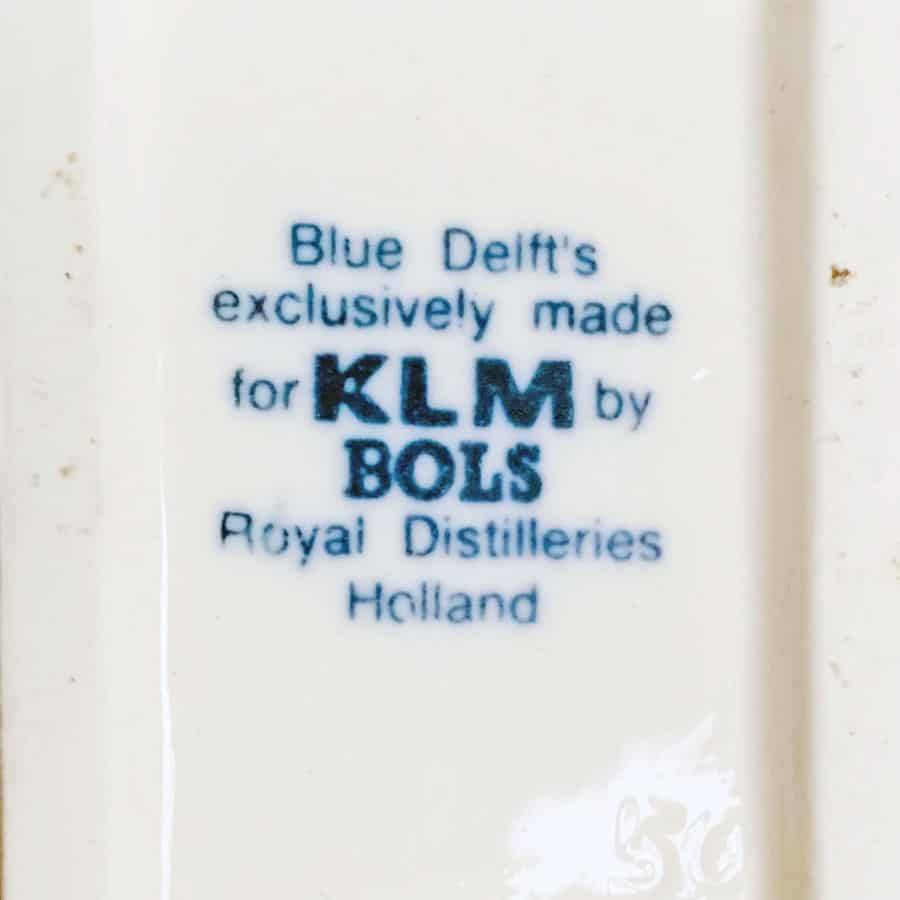 Blue Delft's
exclusively made
for KLM by
BOLS
Royal Distilleries
Holland